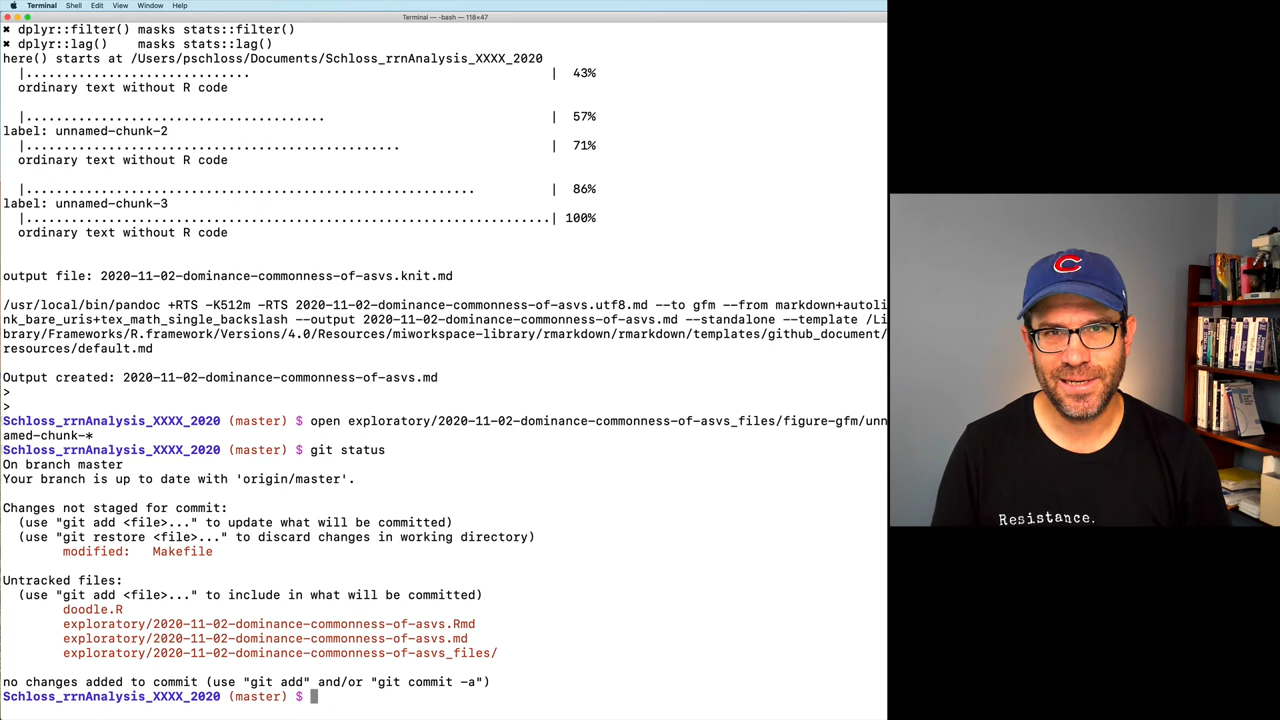 Terminal Shell Edit View Window Help
Terminal — -bash — 118×47
✖ dplyr::filter() masks stats::filter()
✖ dplyr::lag()    masks stats::lag()
here() starts at /Users/pschloss/Documents/Schloss_rrnAnalysis_XXXX_2020
|.............................. | 43%
ordinary text without R code
|........................................ | 57%
label: unnamed-chunk-2
|.................................................. | 71%
ordinary text without R code
|............................................................ | 86%
label: unnamed-chunk-3
|......................................................................| 100%
ordinary text without R code
output file: 2020-11-02-dominance-commonness-of-asvs.knit.md
/usr/local/bin/pandoc +RTS -K512m -RTS 2020-11-02-dominance-commonness-of-asvs.utf8.md --to gfm --from markdown+autoli
nk_bare_uris+tex_math_single_backslash --output 2020-11-02-dominance-commonness-of-asvs.md --standalone --template /Li
brary/Frameworks/R.framework/Versions/4.0/Resources/miworkspace-library/rmarkdown/rmarkdown/templates/github_document/
resources/default.md
Output created: 2020-11-02-dominance-commonness-of-asvs.md
>
>
Schloss_rrnAnalysis_XXXX_2020 (master) $ open exploratory/2020-11-02-dominance-commonness-of-asvs_files/figure-gfm/unn
amed-chunk-*
Schloss_rrnAnalysis_XXXX_2020 (master) $ git status
On branch master
Your branch is up to date with 'origin/master'.
Changes not staged for commit:
(use "git add <file>..." to update what will be committed)
(use "git restore <file>..." to discard changes in working directory)
modified:   Makefile
Untracked files:
(use "git add <file>..." to include in what will be committed)
doodle.R
exploratory/2020-11-02-dominance-commonness-of-asvs.Rmd
exploratory/2020-11-02-dominance-commonness-of-asvs.md
exploratory/2020-11-02-dominance-commonness-of-asvs_files/
no changes added to commit (use "git add" and/or "git commit -a")
Schloss_rrnAnalysis_XXXX_2020 (master) $
C
Resistance.